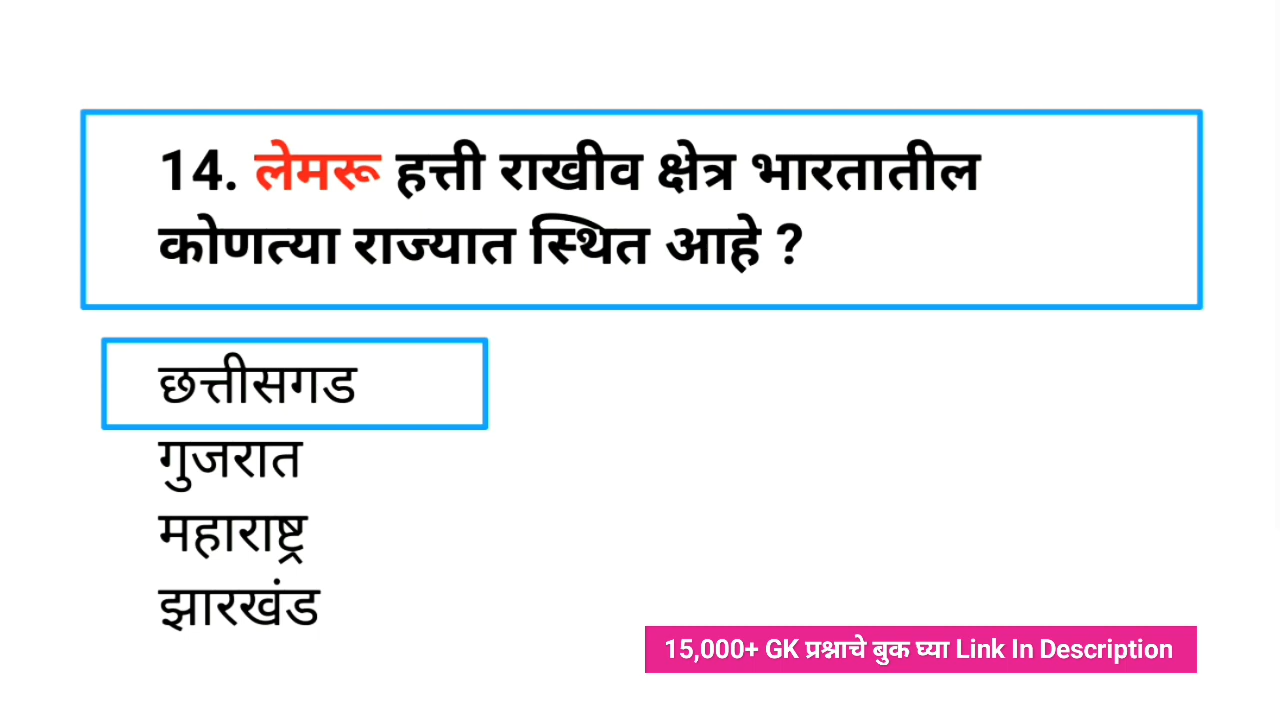 14. लेमरू हत्ती राखीव क्षेत्र भारतातील
कोणत्या राज्यात स्थित आहे ?
छत्तीसगड
गुजरात
महाराष्ट्र
झारखंड
15,000+ GK प्रश्नाचे बुक घ्या Link In Description